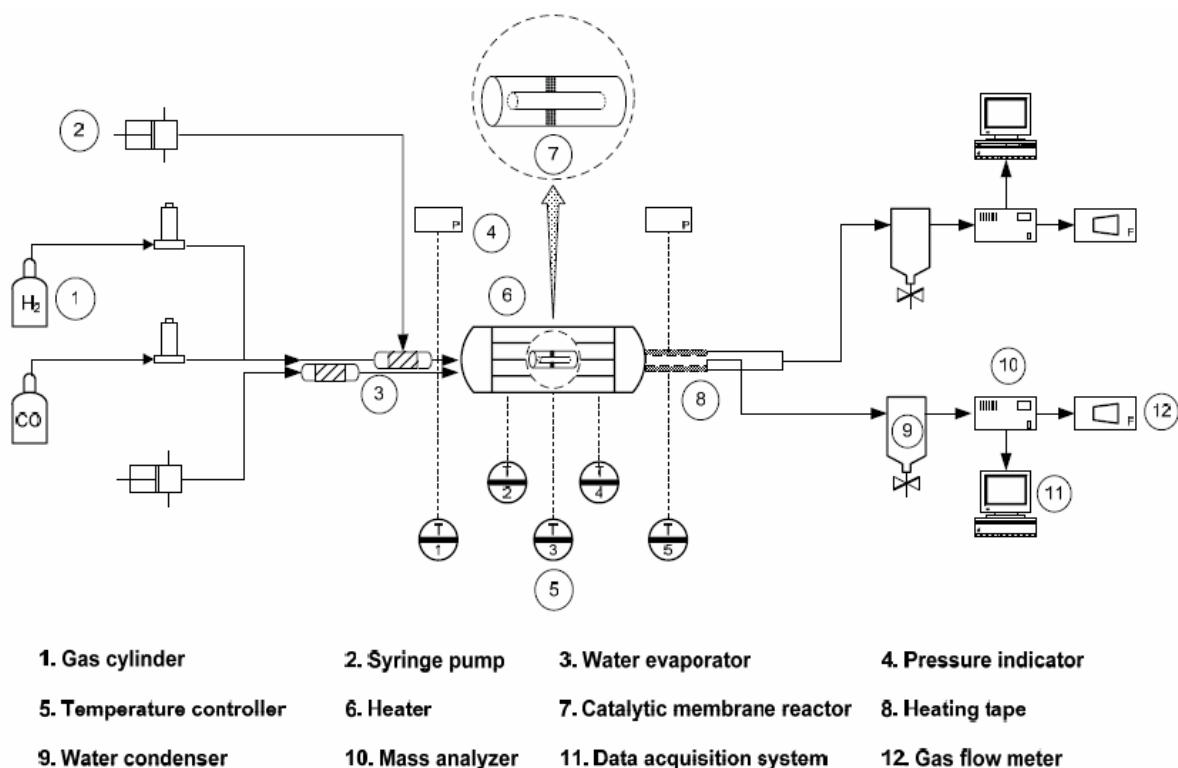 2
7
P
4
P
F
H2
1
6
CO
3
8
10
9
F
12
T
2
T
4
11
T
1
T
3
T
5
5
1. Gas cylinder 2. Syringe pump 3. Water evaporator 4. Pressure indicator
5. Temperature controller 6. Heater 7. Catalytic membrane reactor 8. Heating tape
9. Water condenser 10. Mass analyzer 11. Data acquisition system 12. Gas flow meter